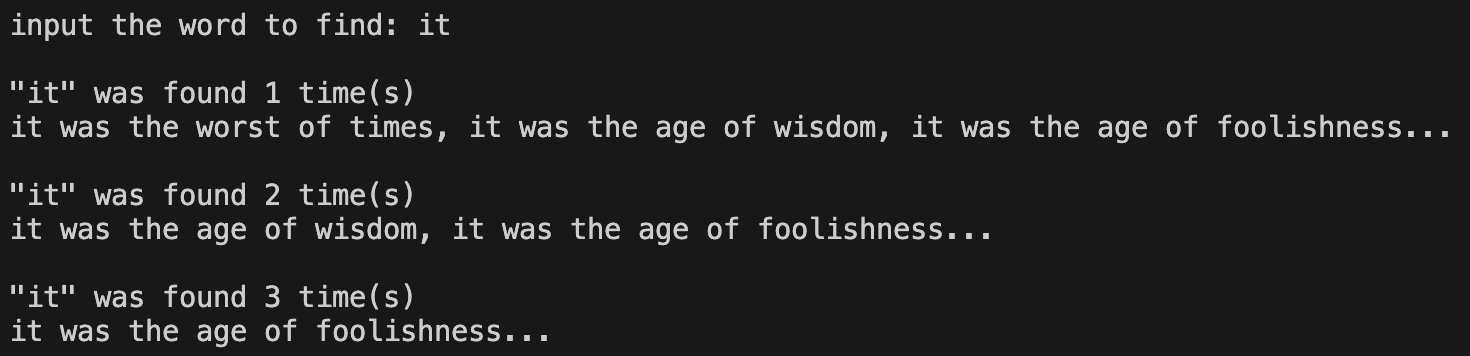 input the word to find: it
"it" was found 1 time(s)
it was the worst of times, it was the age of wisdom, it was the age of foolishness...
"it" was found 2 time(s)
it was the age of wisdom, it was the age of foolishness...
"it" was found 3 time(s)
it was the age of foolishness...